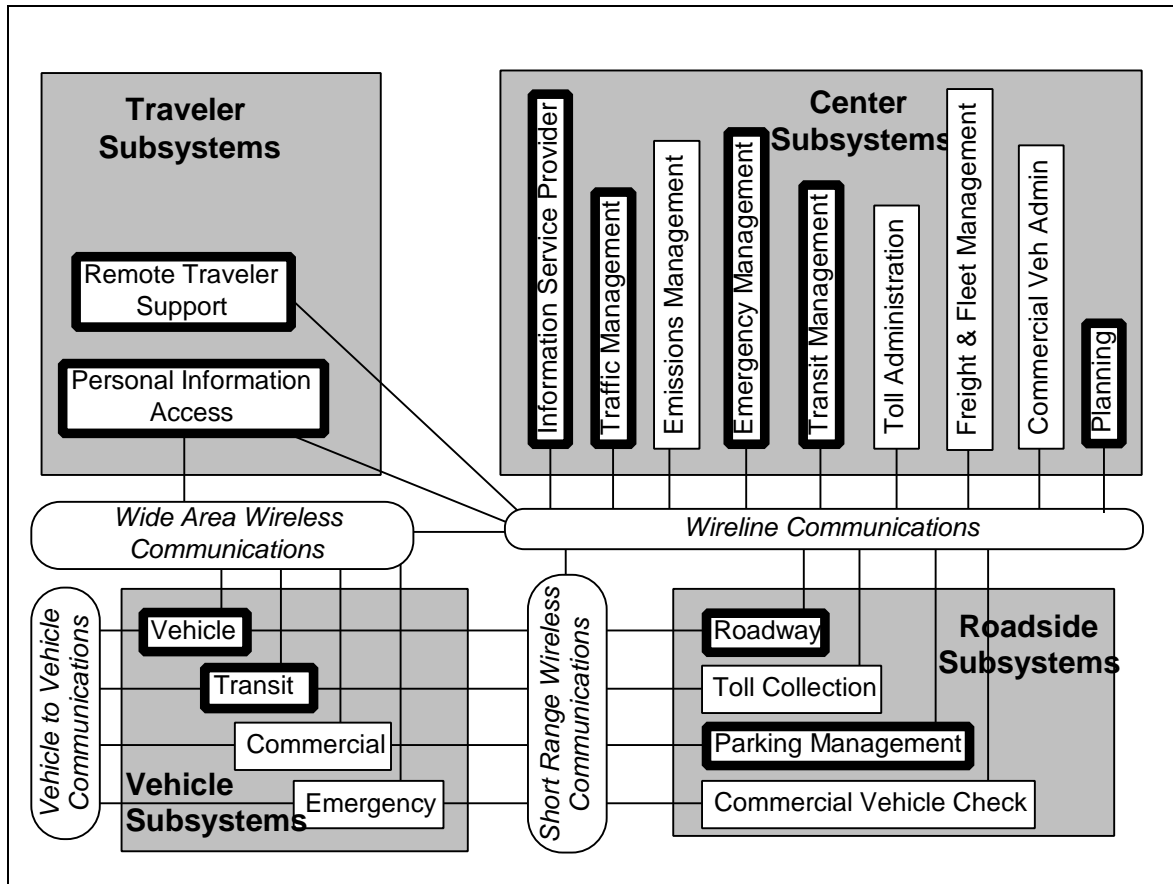 Traveler
Subsystems
Remote Traveler
Support
Personal Information
Access
Center
Subsystems
Information Service Provider
Traffic Management
Emissions Management
Emergency Management
Transit Management
Toll Administration
Freight & Fleet Management
Commercial Veh Admin
Planning
Wide Area Wireless
Communications
Wireline Communications
Vehicle to Vehicle
Communications
Vehicle
Transit
Commercial
Emergency
Vehicle
Subsystems
Short Range Wireless
Communications
Roadway
Toll Collection
Parking Management
Commercial Vehicle Check
Roadside
Subsystems